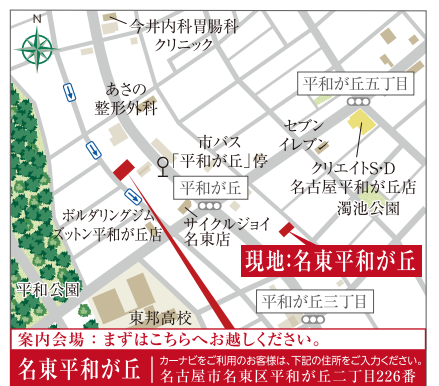 N
今井内科胃腸科
クリニック
あさの
整形外科
平和が丘五丁目
市バス
「平和が丘」停
セブン
イレブン
平和が丘
クリエイトS・D
名古屋平和が丘店
濁池公園
ボルダリングジム
ズットン平和が丘店
サイクルジョイ
名東店
現地:名東平和が丘
平和公園
東邦高校
平和が丘三丁目
案内会場:まずはこちらへお越しください。
名東平和が丘
カーナビをご利用のお客様は、下記の住所をご入力ください。
名古屋市名東区平和が丘二丁目226番